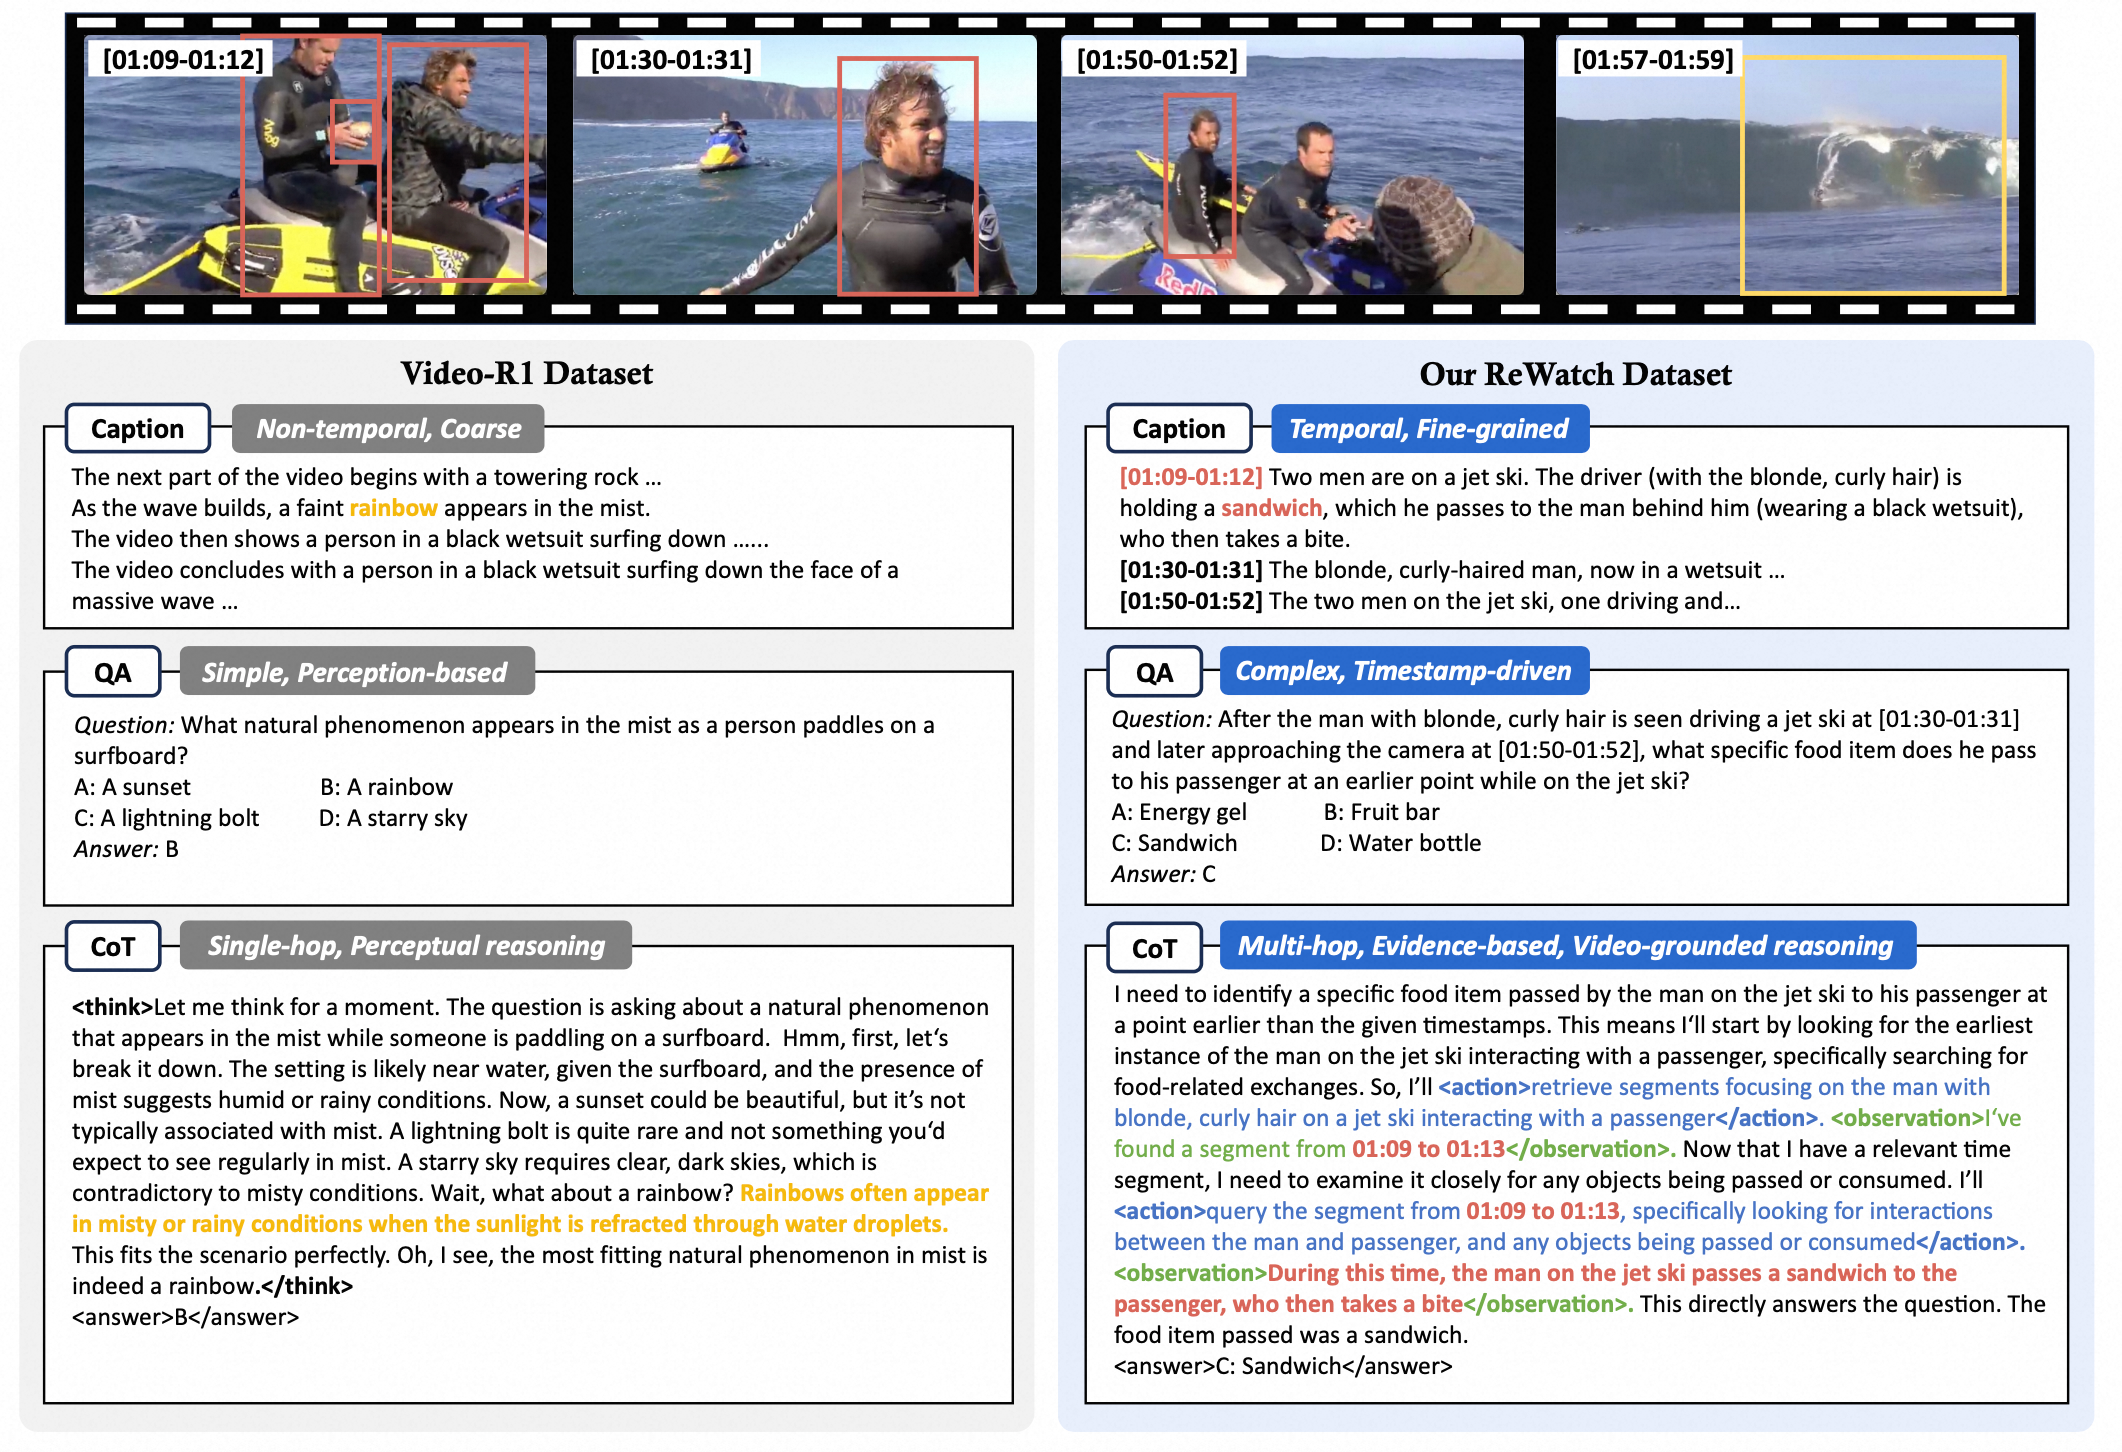 [01:09-01:12]
[01:30-01:31]
[01:50-01:52]
[01:57-01:59]
VOLCOM
Red B
Video-R1 Dataset
Caption
Non-temporal, Coarse
The next part of the video begins with a towering rock ...
As the wave builds, a faint rainbow appears in the mist.
The video then shows a person in a black wetsuit surfing down ......
The video concludes with a person in a black wetsuit surfing down the face of a
massive wave ...
QA
Simple, Perception-based
Question: What natural phenomenon appears in the mist as a person paddles on a
surfboard?
A: A sunset B: A rainbow
C: A lightning bolt D: A starry sky
Answer: B
CoT
Single-hop, Perceptual reasoning
<think>Let me think for a moment. The question is asking about a natural phenomenon
that appears in the mist while someone is paddling on a surfboard. Hmm, first, let‘s
break it down. The setting is likely near water, given the surfboard, and the presence of
mist suggests humid or rainy conditions. Now, a sunset could be beautiful, but it’s not
typically associated with mist. A lightning bolt is quite rare and not something you‘d
expect to see regularly in mist. A starry sky requires clear, dark skies, which is
contradictory to misty conditions. Wait, what about a rainbow? Rainbows often appear
in misty or rainy conditions when the sunlight is refracted through water droplets.
This fits the scenario perfectly. Oh, I see, the most fitting natural phenomenon in mist is
indeed a rainbow.</think>
<answer>B</answer>
Our ReWatch Dataset
Caption
Temporal, Fine-grained
[01:09-01:12] Two men are on a jet ski. The driver (with the blonde, curly hair) is
holding a sandwich, which he passes to the man behind him (wearing a black wetsuit),
who then takes a bite.
[01:30-01:31] The blonde, curly-haired man, now in a wetsuit ...
[01:50-01:52] The two men on the jet ski, one driving and...
QA
Complex, Timestamp-driven
Question: After the man with blonde, curly hair is seen driving a jet ski at [01:30-01:31]
and later approaching the camera at [01:50-01:52], what specific food item does he pass
to his passenger at an earlier point while on the jet ski?
A: Energy gel B: Fruit bar
C: Sandwich D: Water bottle
Answer: C
CoT
Multi-hop, Evidence-based, Video-grounded reasoning
I need to identify a specific food item passed by the man on the jet ski to his passenger at
a point earlier than the given timestamps. This means I‘ll start by looking for the earliest
instance of the man on the jet ski interacting with a passenger, specifically searching for
food-related exchanges. So, I’ll <action>retrieve segments focusing on the man with
blonde, curly hair on a jet ski interacting with a passenger</action>. <observation>I‘ve
found a segment from 01:09 to 01:13</observation>. Now that I have a relevant time
segment, I need to examine it closely for any objects being passed or consumed. I’ll
<action>query the segment from 01:09 to 01:13, specifically looking for interactions
between the man and passenger, and any objects being passed or consumed</action>.
<observation>During this time, the man on the jet ski passes a sandwich to the
passenger, who then takes a bite</observation>. This directly answers the question. The
food item passed was a sandwich.
<answer>C: Sandwich</answer>